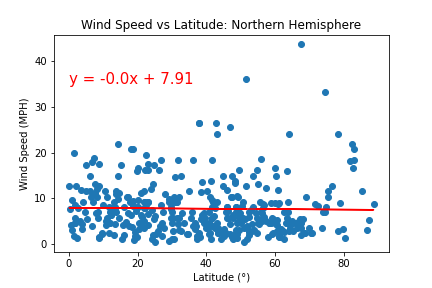 Wind Speed vs Latitude: Northern Hemisphere
40
y = -0.0x + 7.91
30
Wind Speed (MPH)
20
10
0
0 20 40 60 80
Latitude (°)